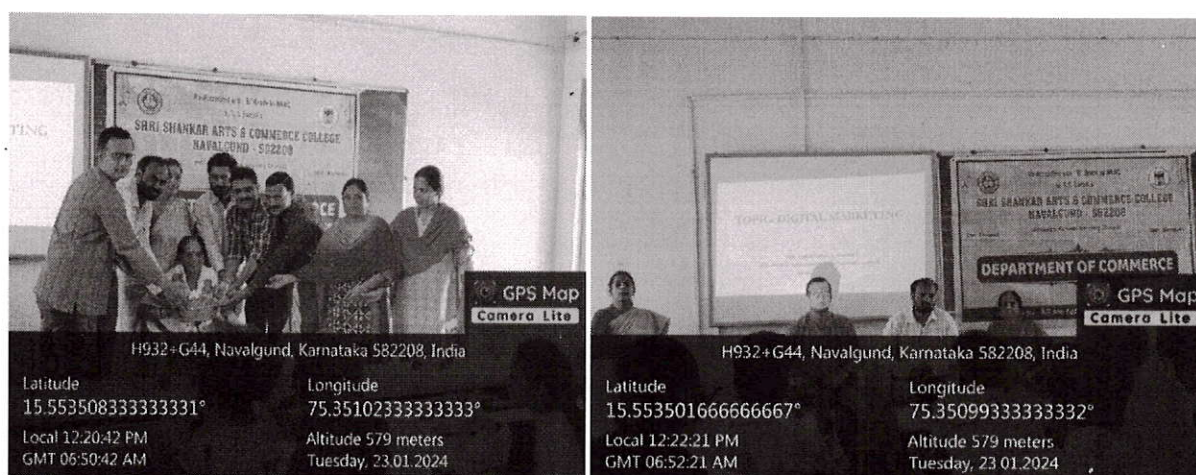 TING
SHRI SHANKAR ARTS & COMMERCE COLLEGE
NAVALGUND - 582208
CE
GPS Map
Camera Lite
H932+G44, Navalgund, Karnataka 582208, India
Latitude
15.553508333333331°
Longitude
75.35102333333333°
Local 12:20:42 PM
GMT 06:50:42 AM
Altitude 579 meters
Tuesday, 23.01.2024
TOPIC: DIGITAL MARKETING
SHRI SHANKAR ARTS & COMMERCE COLLEGE
NAVALGUND - 582208
DEPARTMENT OF COMMERCE
GPS Map
Camera Lite
H932+G44, Navalgund, Karnataka 582208, India
Latitude
15.553501666666667°
Longitude
75.35099333333332°
Local 12:22:21 PM
GMT 06:52:21 AM
Altitude 579 meters
Tuesday, 23.01.2024